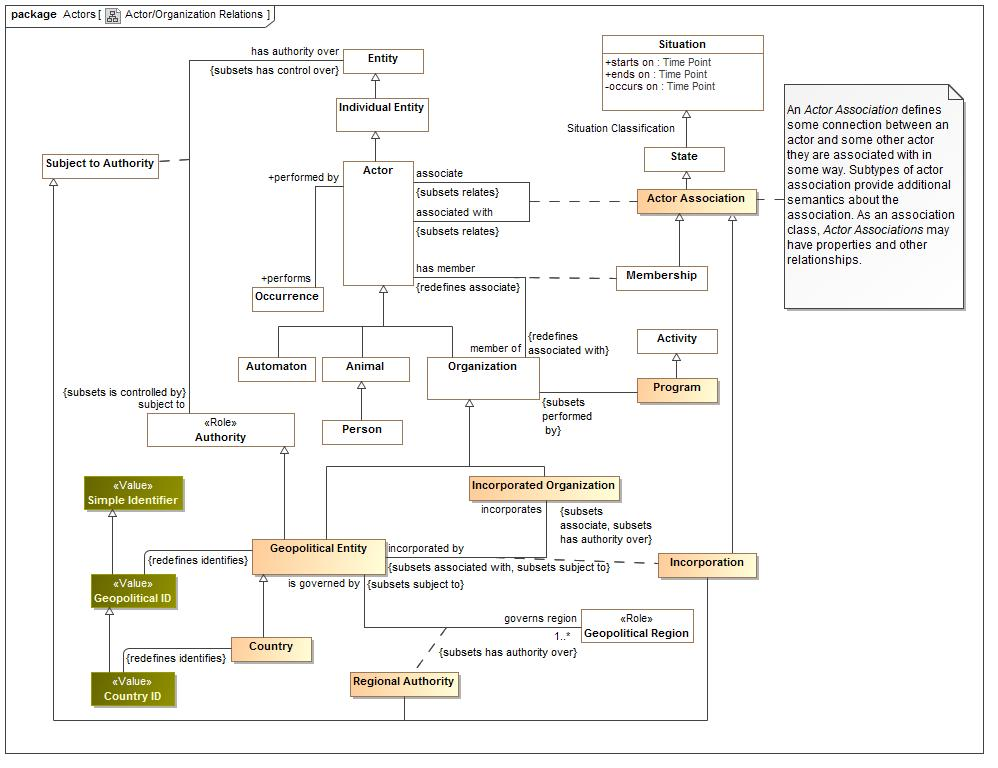 package Actors [ Actor/Organization Relations ]
has authority over
{subsets has control over}
Entity
Individual Entity
Situation
+starts on : Time Point
+ends on : Time Point
-occurs on : Time Point
Situation Classification
State
An Actor Association defines
some connection between an
actor and some other actor
they are associated with in
some way. Subtypes of actor
association provide additional
semantics about the
association. As an association
class, Actor Associations may
have properties and other
relationships.
Subject to Authority
+performed by
Actor
associate
{subsets relates}
associated with
{subsets relates}
Actor Association
has member
{redefines associate}
Membership
+performs
Occurrence
{redefines
associated with}
member of
Activity
Automaton
Animal
Organization
Program
{subsets
performed
by}
{subsets is controlled by}
subject to
«Role»
Authority
Person
«Value»
Simple Identifier
Incorporated Organization
incorporates
{subsets
associate, subsets
has authority over}
{redefines identifies}
Geopolitical Entity
incorporated by
{subsets associated with, subsets subject to}
Incorporation
«Value»
Geopolitical ID
is governed by
{subsets subject to}
governs region
1..*
«Role»
Geopolitical Region
{subsets has authority over}
{redefines identifies}
Country
«Value»
Country ID
Regional Authority